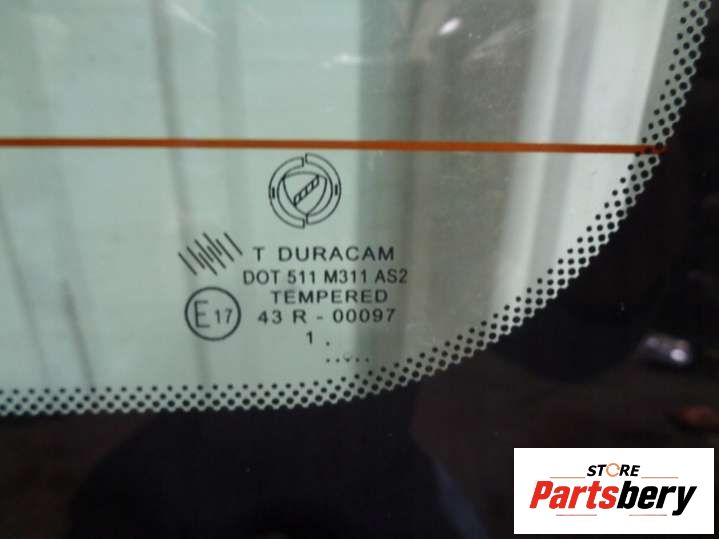 T DURACAM
DOT 511 M311 AS2
TEMPERED
E17
43 R - 00097
1 .
.....
STORE
Partsbery